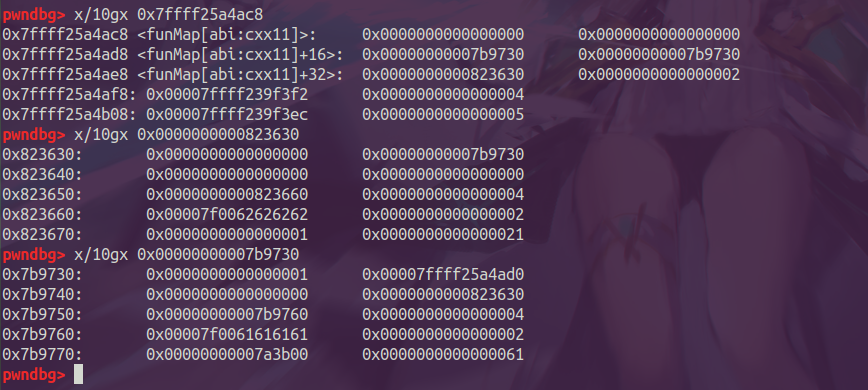 pwndbg> x/10gx 0x7ffff25a4ac8
0x7ffff25a4ac8 <funMap[abi:cxx11]>: 0x0000000000000000 0x0000000000000000
0x7ffff25a4ad8 <funMap[abi:cxx11]+16>: 0x00000000007b9730 0x00000000007b9730
0x7ffff25a4ae8 <funMap[abi:cxx11]+32>: 0x0000000000823630 0x0000000000000002
0x7ffff25a4af8: 0x00007ffff239f3f2 0x0000000000000004
0x7ffff25a4b08: 0x00007ffff239f3ec 0x0000000000000005
pwndbg> x/10gx 0x0000000000823630
0x823630: 0x0000000000000000 0x00000000007b9730
0x823640: 0x0000000000000000 0x0000000000000000
0x823650: 0x0000000000823660 0x0000000000000004
0x823660: 0x00007f0062626262 0x0000000000000002
0x823670: 0x0000000000000001 0x0000000000000021
pwndbg> x/10gx 0x00000000007b9730
0x7b9730: 0x0000000000000001 0x00007ffff25a4ad0
0x7b9740: 0x0000000000000000 0x0000000000823630
0x7b9750: 0x00000000007b9760 0x0000000000000004
0x7b9760: 0x00007f0061616161 0x0000000000000002
0x7b9770: 0x00000000007a3b00 0x0000000000000061
pwndbg>